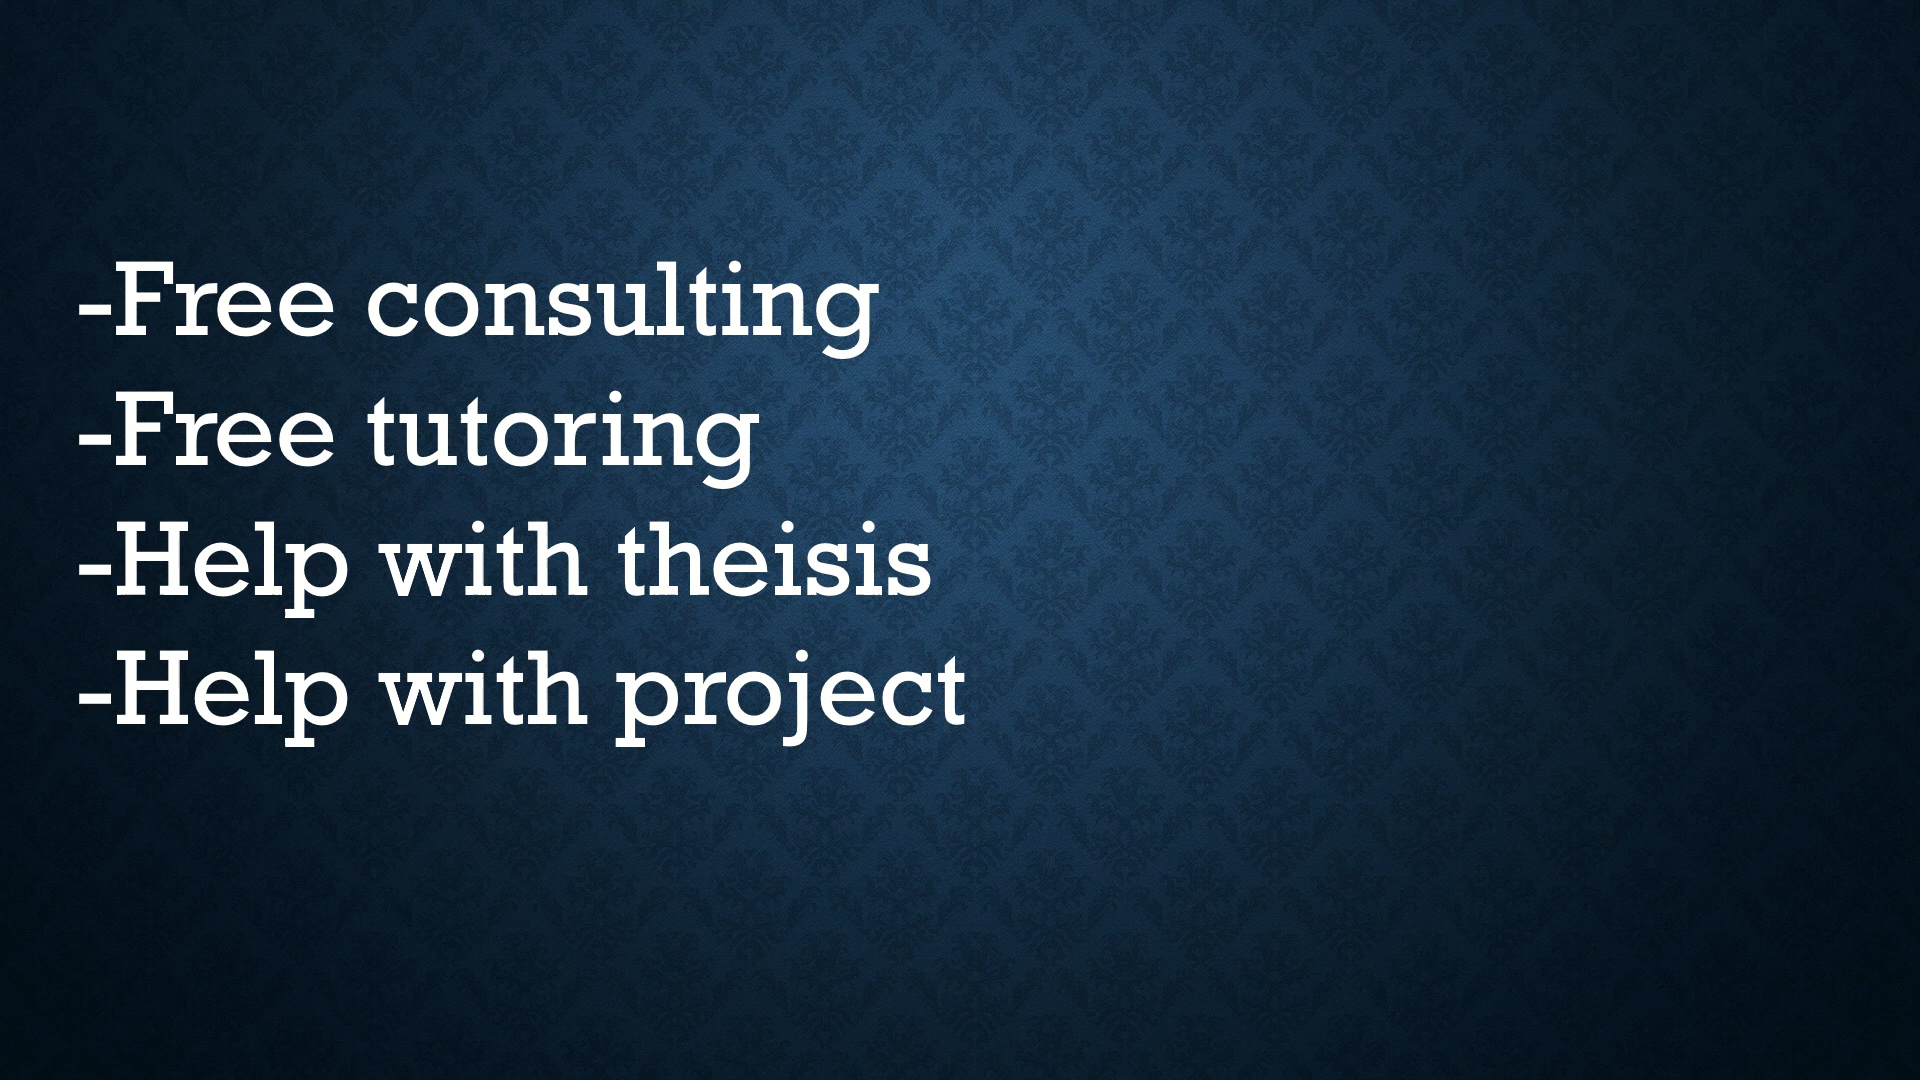 -Free consulting
-Free tutoring
-Help with theisis
-Help with project